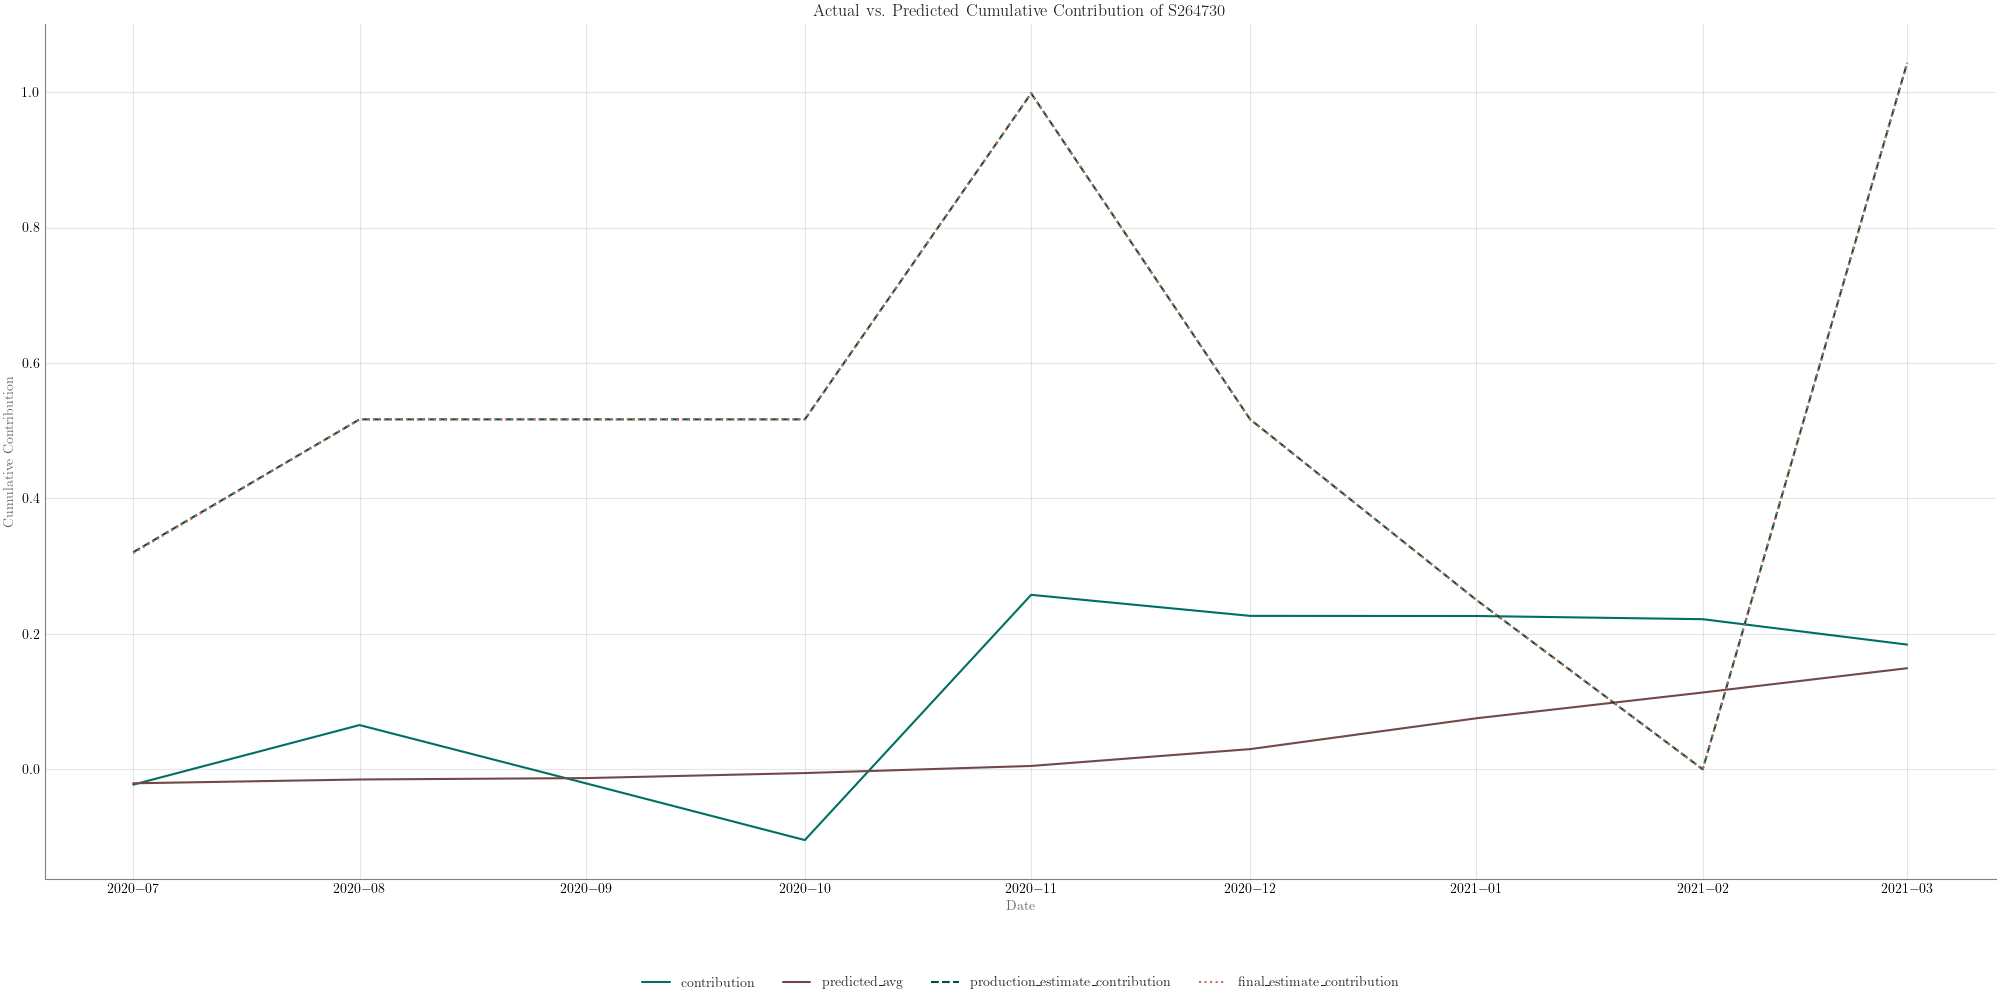 Actual vs. Predicted Cumulative Contribution of S264730
Cumulative Contribution
1.0
0.8
0.6
0.4
0.2
0.0
2020−07 2020−08 2020−09 2020−10 2020−11 2020−12 2021−01 2021−02 2021−03
Date
contribution predicted_avg production_estimate_contribution final_estimate_contribution